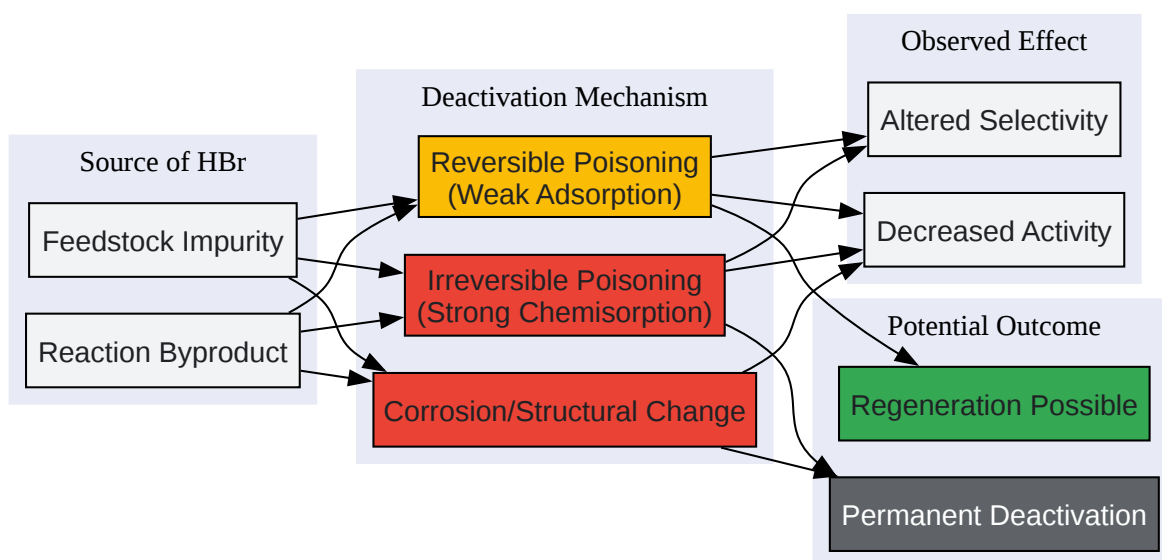 Source of HBr
Feedstock Impurity
Reaction Byproduct
Deactivation Mechanism
Reversible Poisoning
(Weak Adsorption)
Irreversible Poisoning
(Strong Chemisorption)
Corrosion/Structural Change
Observed Effect
Altered Selectivity
Decreased Activity
Potential Outcome
Regeneration Possible
Permanent Deactivation